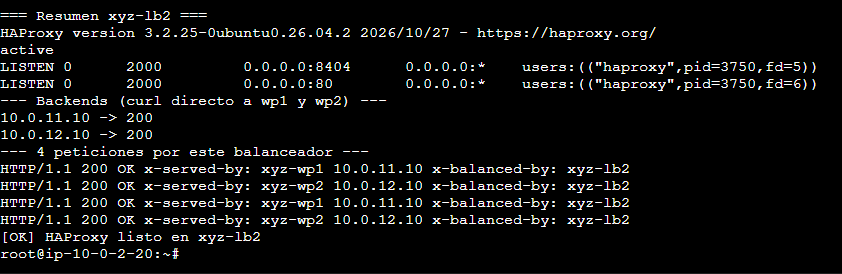 === Resumen xyz-lb2 ===
HAProxy version 3.2.25-0ubuntu0.26.04.2 2026/10/27 - https://haproxy.org/
active
LISTEN 0      2000          0.0.0.0:8404      0.0.0.0:*    users:(("haproxy",pid=3750,fd=5))
LISTEN 0      2000          0.0.0.0:80        0.0.0.0:*    users:(("haproxy",pid=3750,fd=6))
--- Backends (curl directo a wp1 y wp2) ---
10.0.11.10 -> 200
10.0.12.10 -> 200
--- 4 peticiones por este balanceador ---
HTTP/1.1 200 OK x-served-by: xyz-wp1 10.0.11.10 x-balanced-by: xyz-lb2
HTTP/1.1 200 OK x-served-by: xyz-wp2 10.0.12.10 x-balanced-by: xyz-lb2
HTTP/1.1 200 OK x-served-by: xyz-wp1 10.0.11.10 x-balanced-by: xyz-lb2
HTTP/1.1 200 OK x-served-by: xyz-wp2 10.0.12.10 x-balanced-by: xyz-lb2
[OK] HAProxy listo en xyz-lb2
root@ip-10-0-2-20:~#